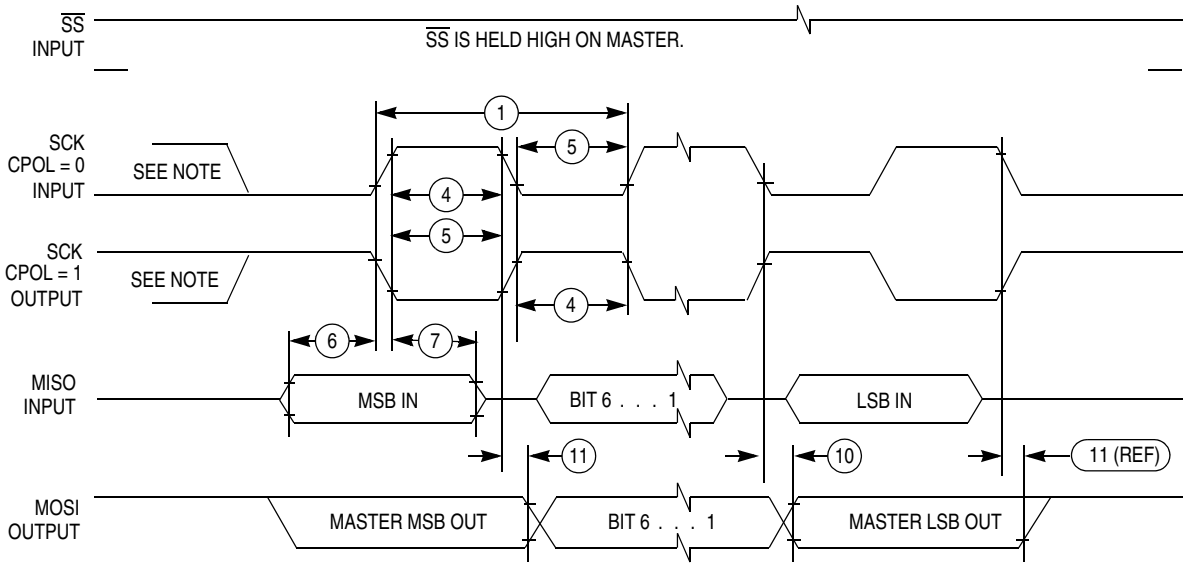 SS
INPUT
SS IS HELD HIGH ON MASTER.
1
SCK
CPOL = 0
INPUT
SEE NOTE
5
4
5
SCK
CPOL = 1
OUTPUT
SEE NOTE
4
6
7
MISO
INPUT
MSB IN
BIT 6 . . . 1
LSB IN
11
10
11 (REF)
MOSI
OUTPUT
MASTER MSB OUT
BIT 6 . . . 1
MASTER LSB OUT